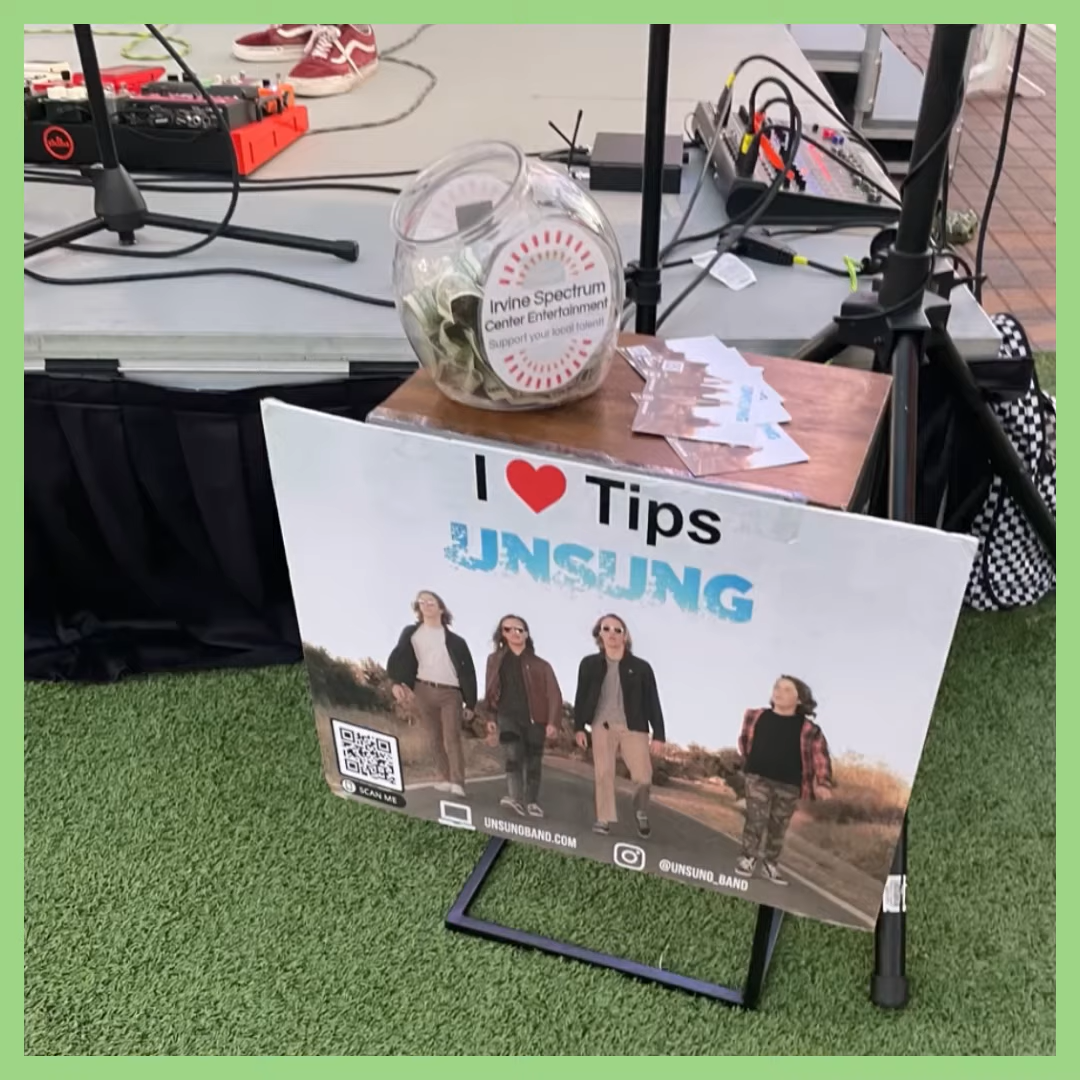 Irvine Spectrum
Center Entertainment
Support your local talent!
I ❤ Tips
UNSUNG
SCAN ME
UNSUNGBAND.COM
@UNSUNG_BAND